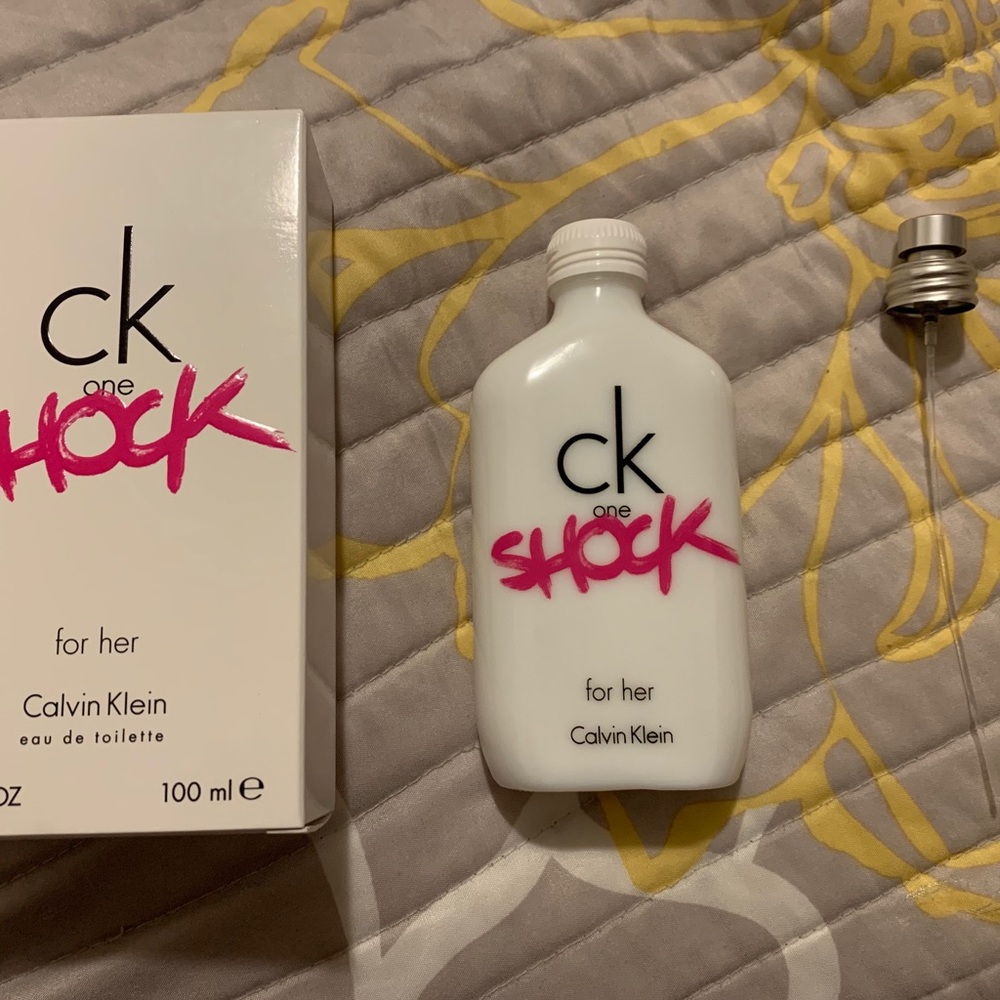 ck
one
SHOCK
for her
Calvin Klein
eau de toilette
OZ
100 ml e
ck
one
SHOCK
for her
Calvin Klein